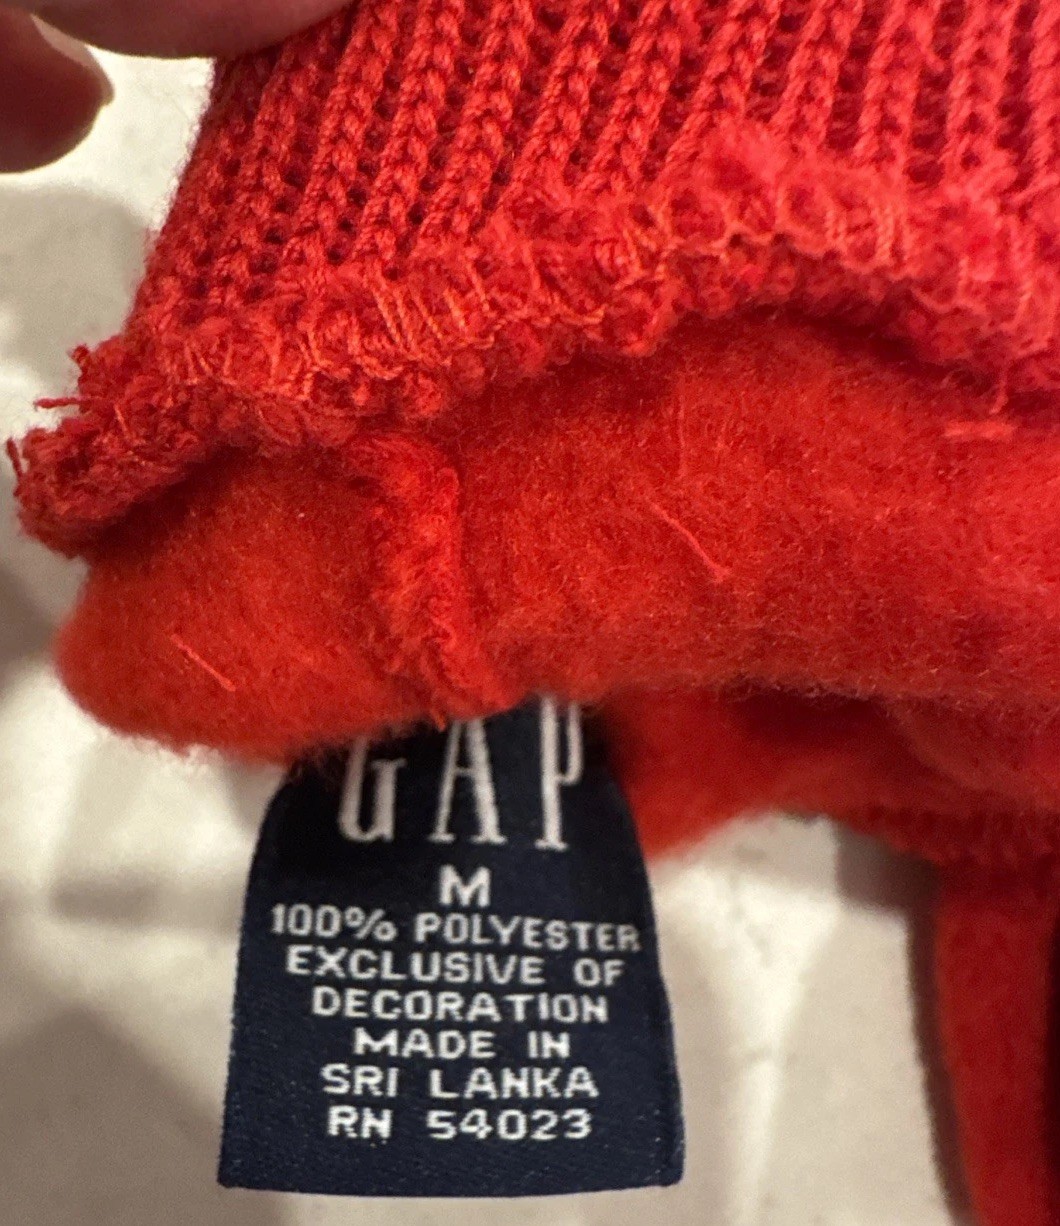 GAP
M
100% POLYESTER
EXCLUSIVE OF
DECORATION
MADE IN
SRI LANKA
RN 54023